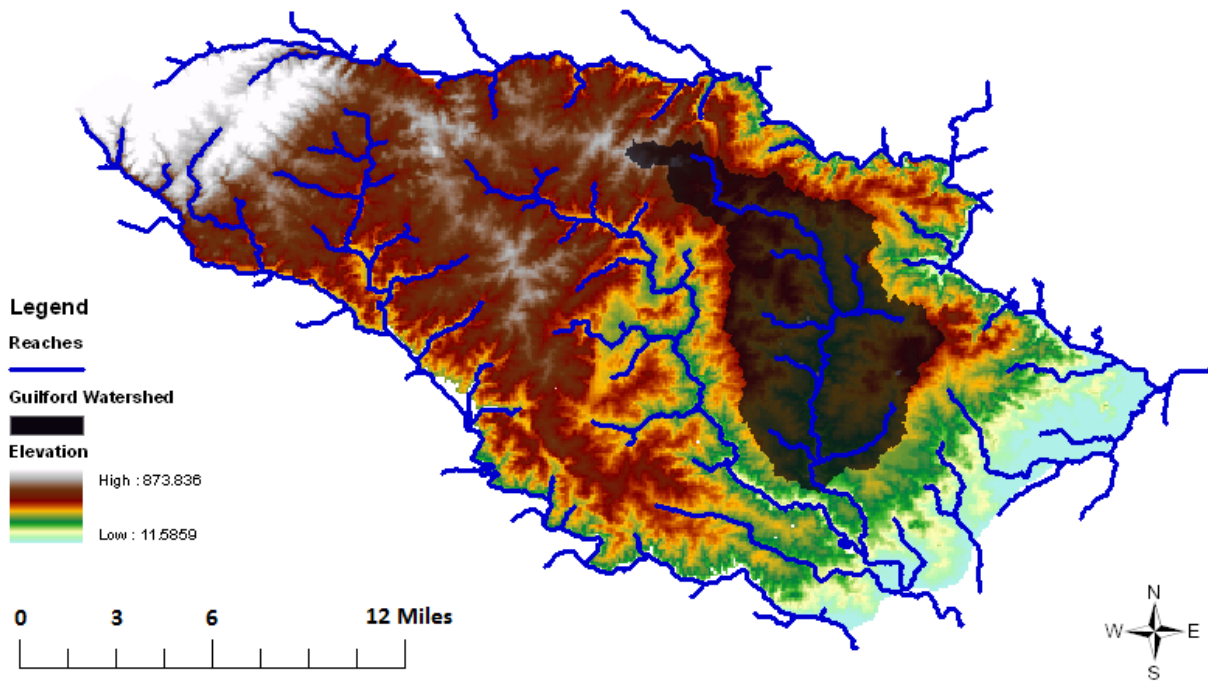 Legend
Reaches
Guilford Watershed
Elevation
High : 873.836
Low : 11.5859
0 3 6 12 Miles
N
W E
S